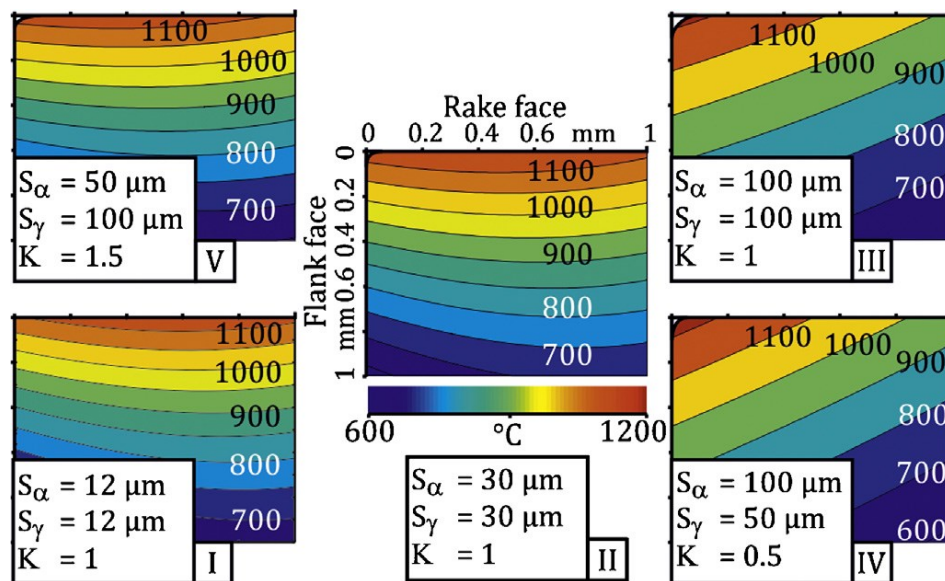 1100
1000
900
800
700
Sα = 50 µm
Sγ = 100 µm
K = 1.5
V
Rake face
0 0.2 0.4 0.6 mm 1
Flank face
0 0.2 0.4 0.6 mm 1
1100
1000
900
800
700
600 °C 1200
1100
1000
900
800
700
Sα = 100 µm
Sγ = 100 µm
K = 1
III
1100
1000
900
800
700
Sα = 12 µm
Sγ = 12 µm
K = 1
I
Sα = 30 µm
Sγ = 30 µm
K = 1
II
1100 1000
900
800
700
600
Sα = 100 µm
Sγ = 50 µm
K = 0.5
IV